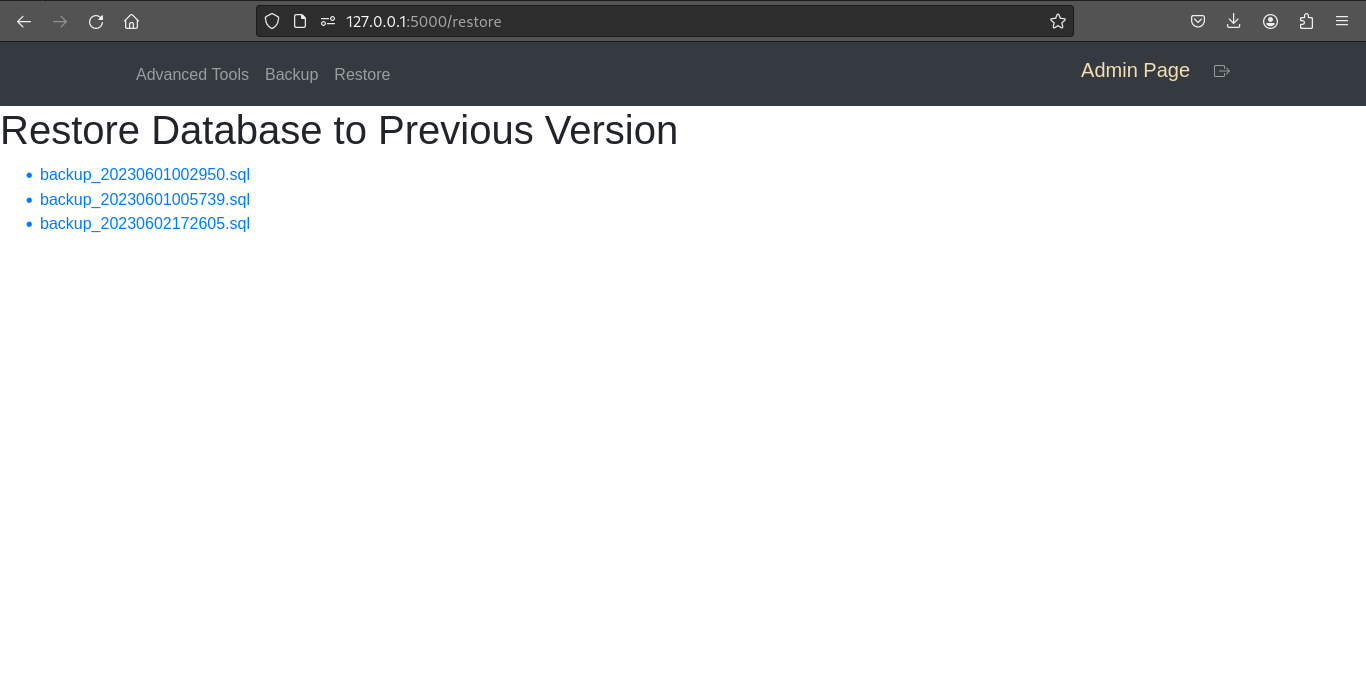 127.0.0.1:5000/restore
Advanced Tools Backup Restore Admin Page
Restore Database to Previous Version
backup_20230601002950.sql
backup_20230601005739.sql
backup_20230602172605.sql